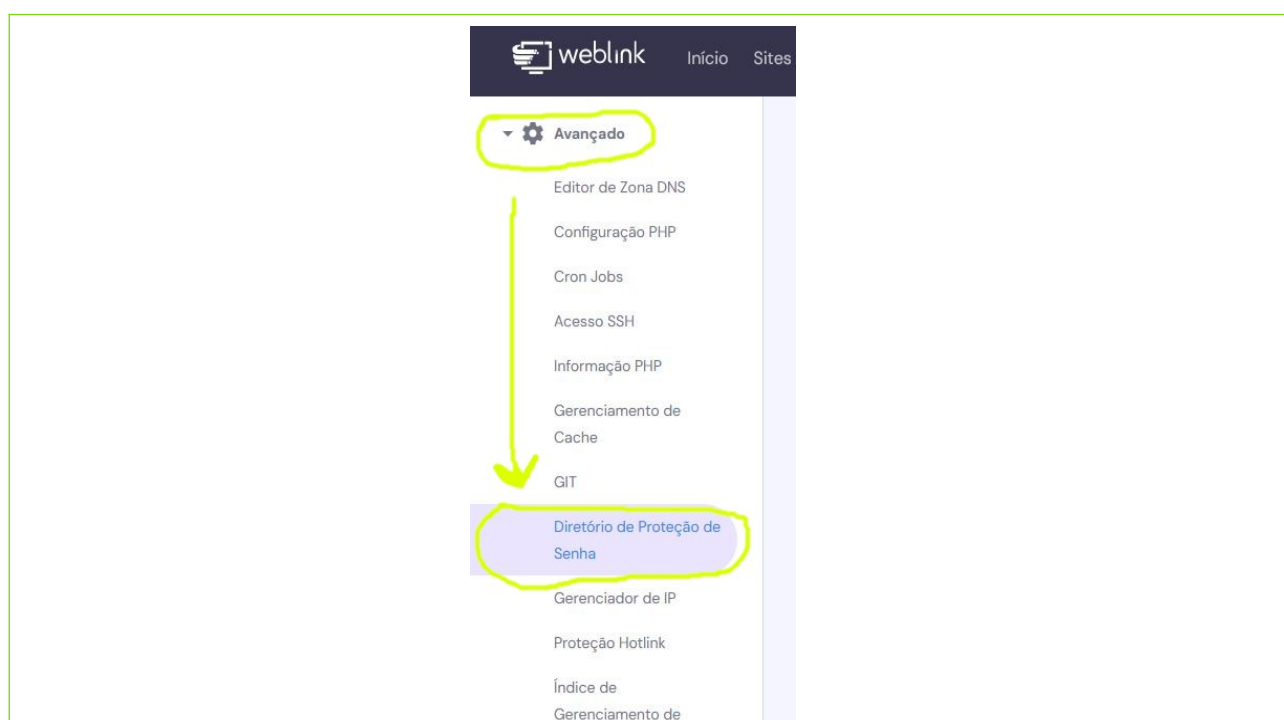 weblink Início Sites
Avançado
Editor de Zona DNS
Configuração PHP
Cron Jobs
Acesso SSH
Informação PHP
Gerenciamento de
Cache
GIT
Diretório de Proteção de
Senha
Gerenciador de IP
Proteção Hotlink
Índice de
Gerenciamento de